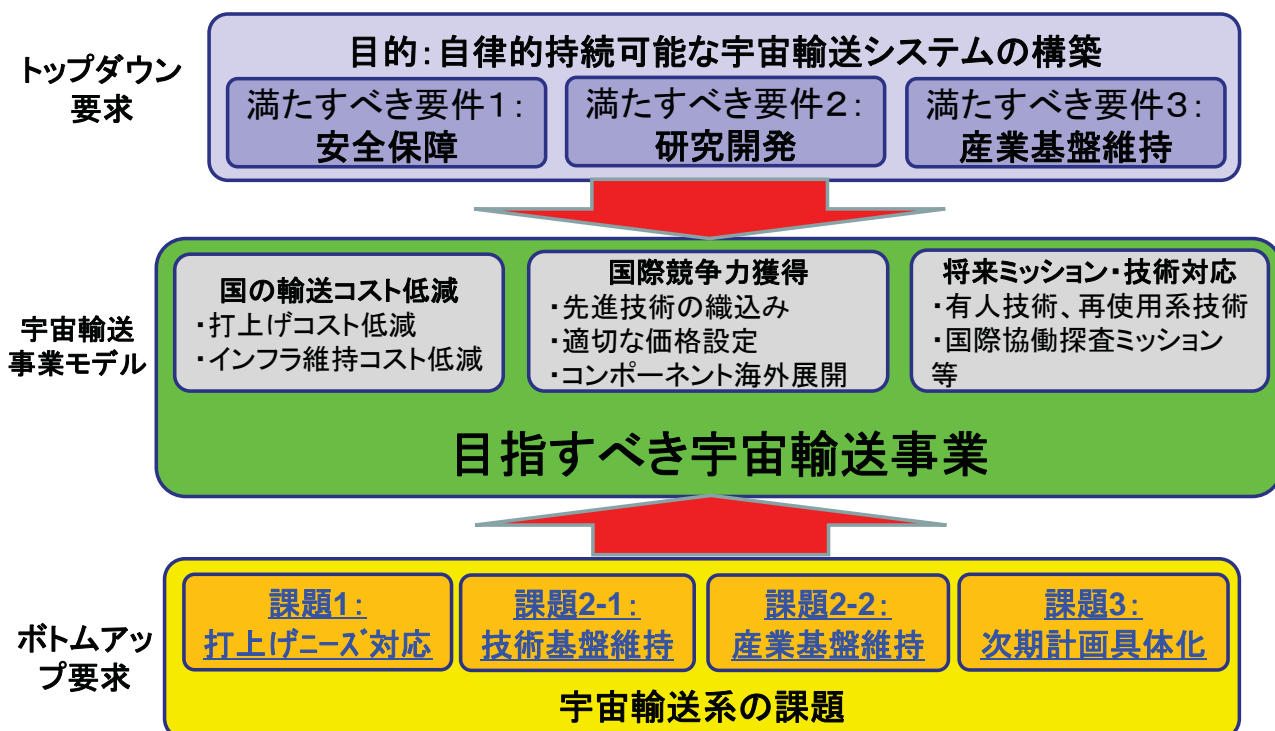 トップダウン
要求
目的：自律的持続可能な宇宙輸送システムの構築
満たすべき要件1：
安全保障
満たすべき要件2：
研究開発
満たすべき要件3：
産業基盤維持
宇宙輸送
事業モデル
国の輸送コスト低減
・打上げコスト低減
・インフラ維持コスト低減
国際競争力獲得
・先進技術の織込み
・適切な価格設定
・コンポーネント海外展開
将来ミッション・技術対応
・有人技術、再使用系技術
・国際協働探査ミッション
等
目指すべき宇宙輸送事業
ボトムアッ
プ要求
課題1：
打上げﾆｰｽﾞ対応
課題2-1：
技術基盤維持
課題2-2：
産業基盤維持
課題3：
次期計画具体化
宇宙輸送系の課題